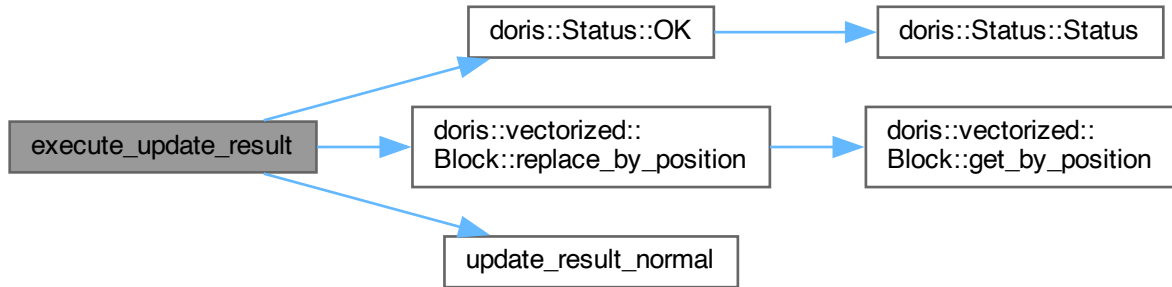 doris::Status::OK
doris::Status::Status
execute_update_result
doris::vectorized::
Block::replace_by_position
doris::vectorized::
Block::get_by_position
update_result_normal